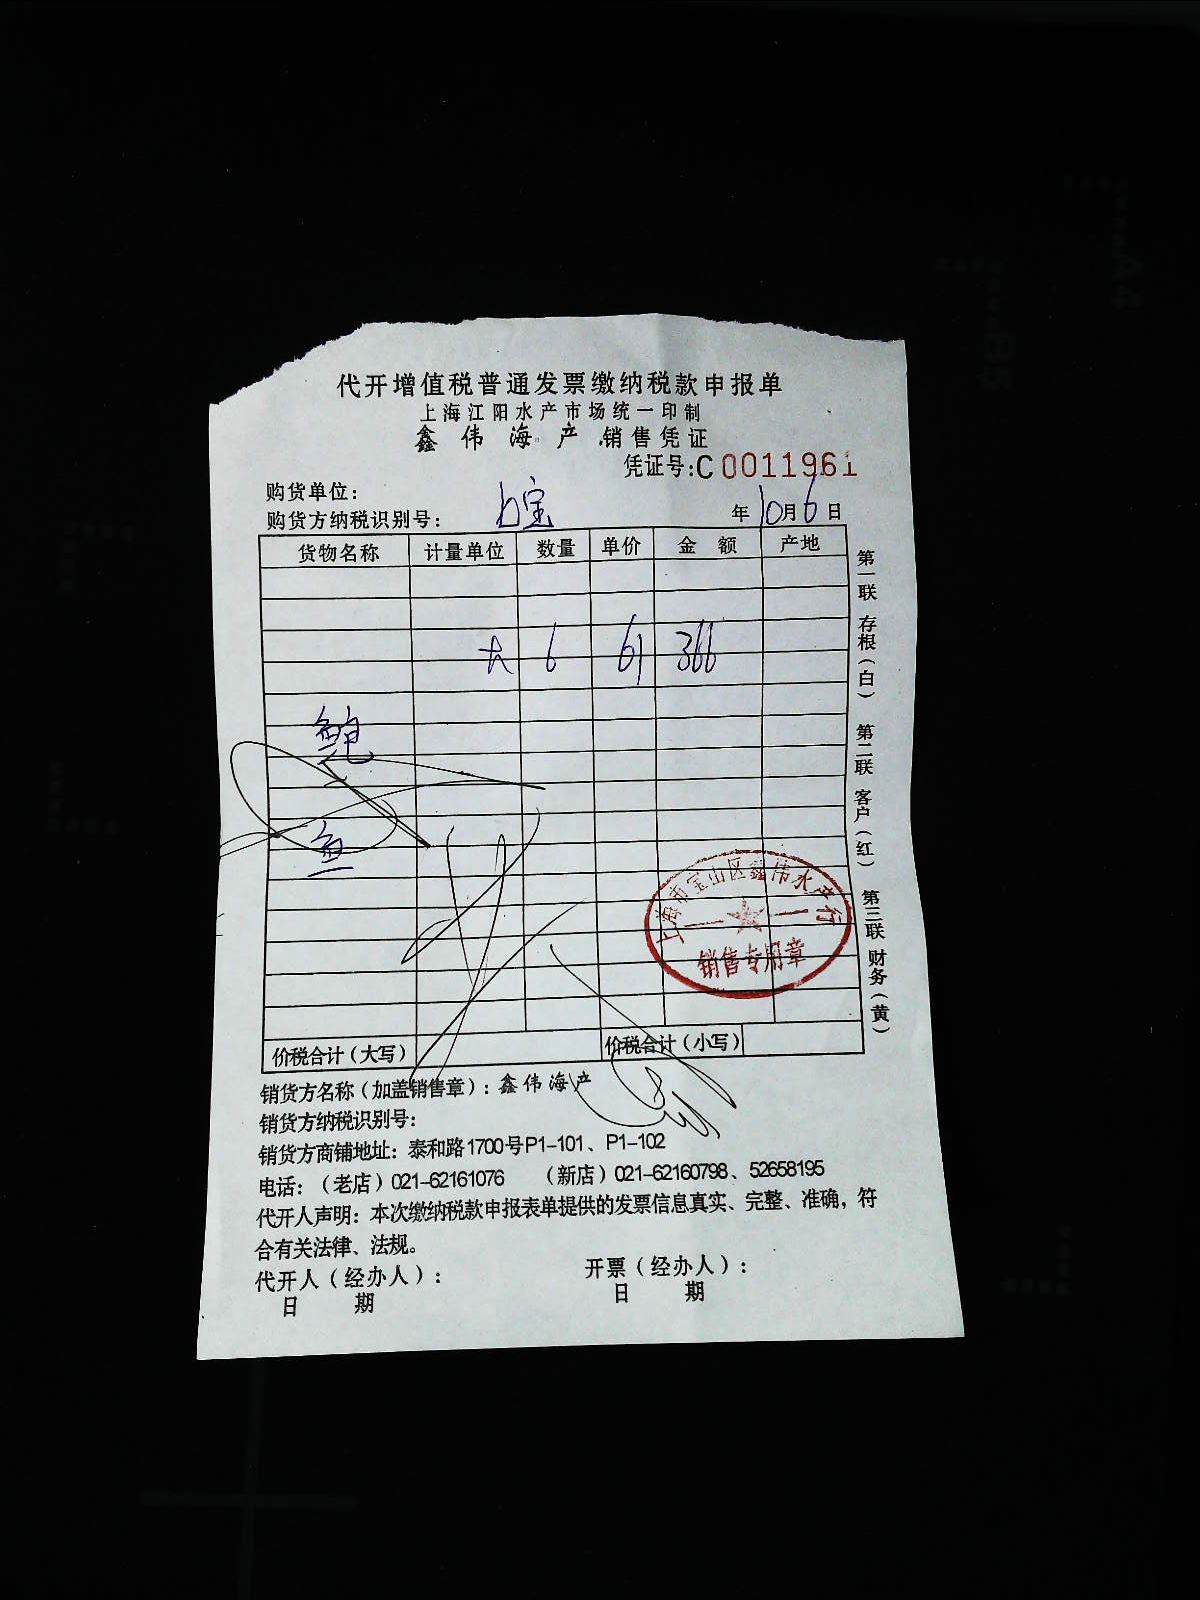 代开增值税普通发票缴纳税款申报单
上海江阳水产市场统一印制
鑫伟海产 销售凭证
凭证号:C0011961
购货单位:
购货方纳税识别号: 宝 年10月6日
货物名称 计量单位 数量 单价 金额 产地
大 6 61 366
鲍
鱼
上海市宝山区鑫伟水产行
销售专用章
价税合计(大写) 价税合计(小写)
第一联 存根(白) 第二联 客户(红) 第三联 财务(黄)
销货方名称(加盖销售章):鑫伟海产
销货方纳税识别号:
销货方商铺地址:泰和路1700号P1-101、P1-102
电话:(老店)021-62161076 (新店)021-62160798、52658195
代开人声明:本次缴纳税款申报表单提供的发票信息真实、完整、准确,符
合有关法律、法规。
代开人(经办人): 开票(经办人):
日 期 日 期
A4
B5